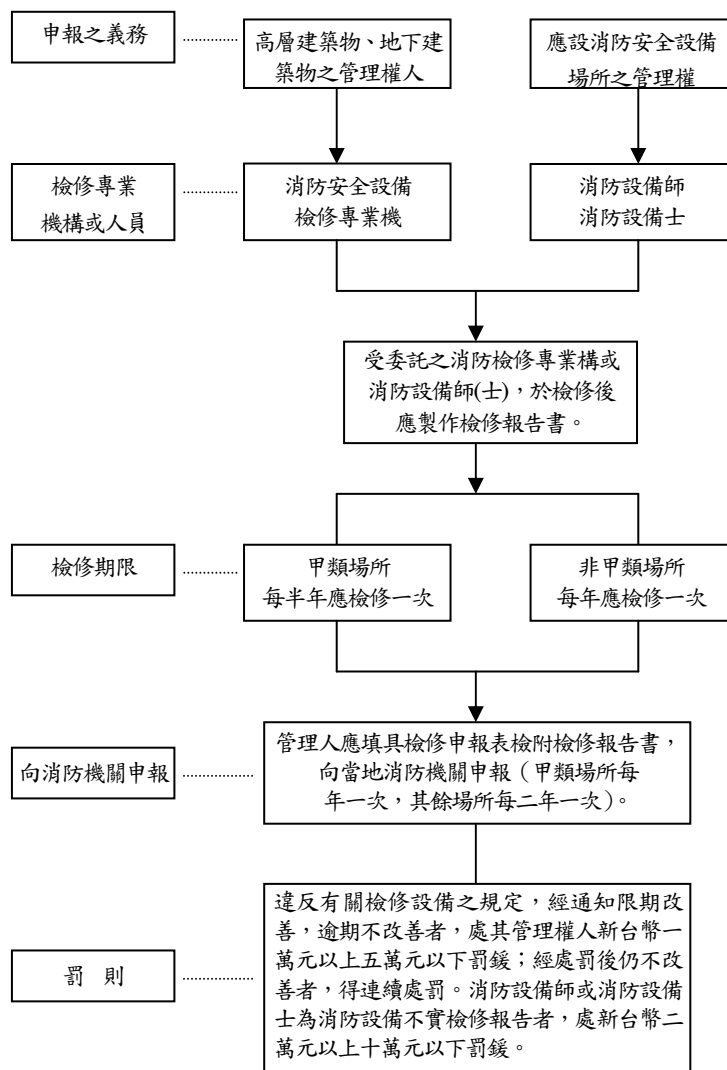 申報之義務
高層建築物、地下建
築物之管理權人
應設消防安全設備
場所之管理權
檢修專業
機構或人員
消防安全設備
檢修專業機
消防設備師
消防設備士
受委託之消防檢修專業構或
消防設備師(士)，於檢修後
應製作檢修報告書。
檢修期限
甲類場所
每半年應檢修一次
非甲類場所
每年應檢修一次
向消防機關申報
管理人應填具檢修申報表檢附檢修報告書，
向當地消防機關申報（甲類場所每
年一次，其餘場所每二年一次）。
罰 則
違反有關檢修設備之規定，經通知限期改
善，逾期不改善者，處其管理權人新台幣一
萬元以上五萬元以下罰鍰；經處罰後仍不改
善者，得連續處罰。消防設備師或消防設備
士為消防設備不實檢修報告者，處新台幣二
萬元以上十萬元以下罰鍰。